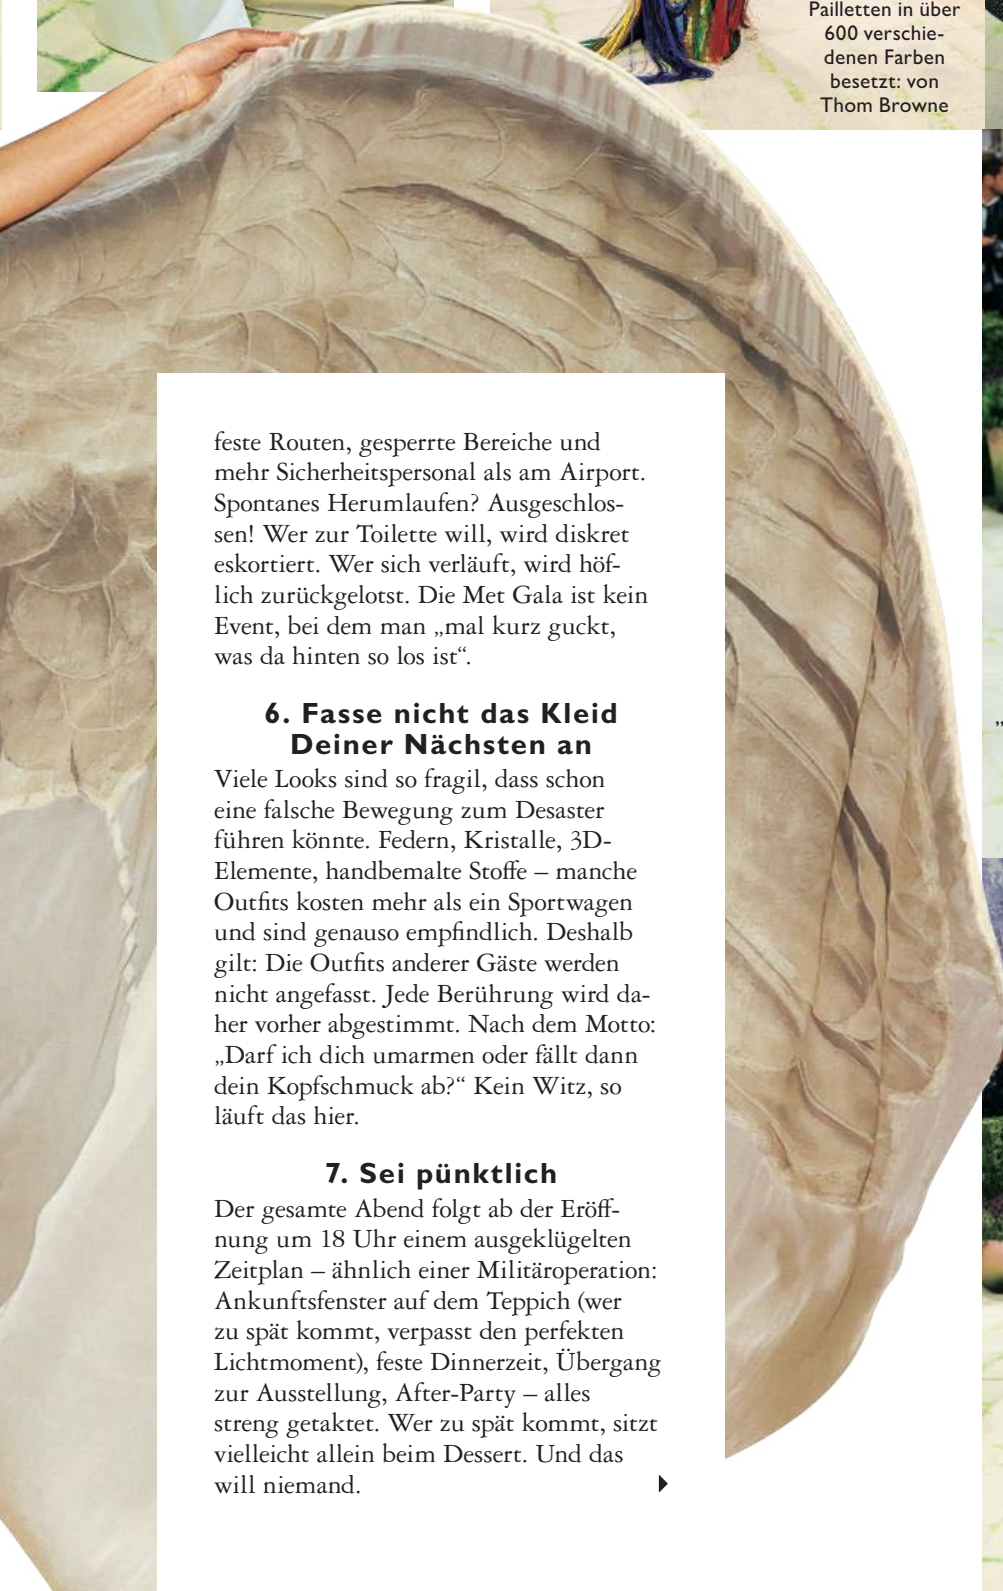 Pailletten in über
600 verschie-
denen Farben
besetzt: von
Thom Browne
feste Routen, gesperrte Bereiche und
mehr Sicherheitspersonal als am Airport.
Spontanes Herumlaufen? Ausgeschlos-
sen! Wer zur Toilette will, wird diskret
eskortiert. Wer sich verläuft, wird höf-
lich zurückgelotst. Die Met Gala ist kein
Event, bei dem man „mal kurz guckt,
was da hinten so los ist“.
6. Fasse nicht das Kleid
Deiner Nächsten an
Viele Looks sind so fragil, dass schon
eine falsche Bewegung zum Desaster
führen könnte. Federn, Kristalle, 3D-
Elemente, handbemalte Stoffe – manche
Outfits kosten mehr als ein Sportwagen
und sind genauso empfindlich. Deshalb
gilt: Die Outfits anderer Gäste werden
nicht angefasst. Jede Berührung wird da-
her vorher abgestimmt. Nach dem Motto:
„Darf ich dich umarmen oder fällt dann
dein Kopfschmuck ab?“ Kein Witz, so
läuft das hier.
7. Sei pünktlich
Der gesamte Abend folgt ab der Eröff-
nung um 18 Uhr einem ausgeklügelten
Zeitplan – ähnlich einer Militäroperation:
Ankunftsfenster auf dem Teppich (wer
zu spät kommt, verpasst den perfekten
Lichtmoment), feste Dinnerzeit, Übergang
zur Ausstellung, After-Party – alles
streng getaktet. Wer zu spät kommt, sitzt
vielleicht allein beim Dessert. Und das
will niemand.